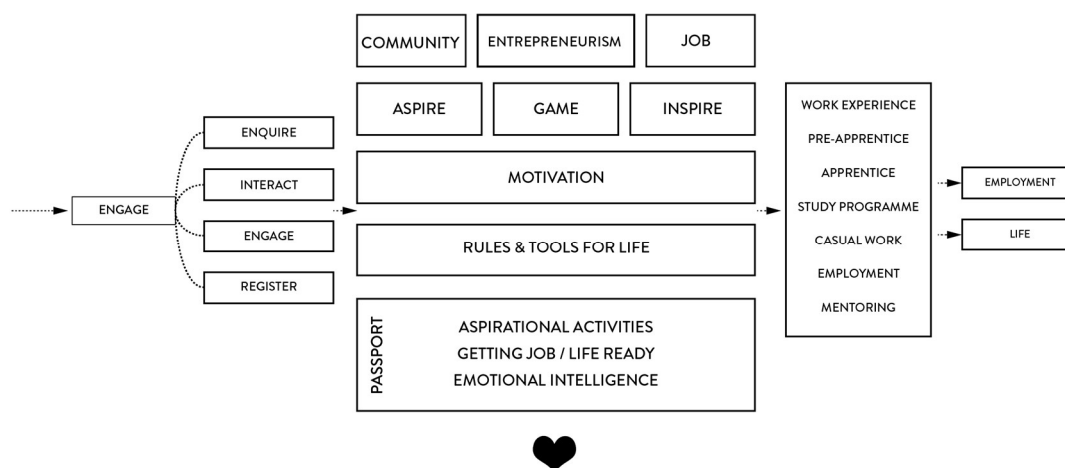 ENGAGE
ENQUIRE
INTERACT
ENGAGE
REGISTER
COMMUNITY
ENTREPRENEURISM
JOB
ASPIRE
GAME
INSPIRE
MOTIVATION
RULES & TOOLS FOR LIFE
PASSPORT
ASPIRATIONAL ACTIVITIES
GETTING JOB / LIFE READY
EMOTIONAL INTELLIGENCE
WORK EXPERIENCE
PRE-APPRENTICE
APPRENTICE
STUDY PROGRAMME
CASUAL WORK
EMPLOYMENT
MENTORING
EMPLOYMENT
LIFE